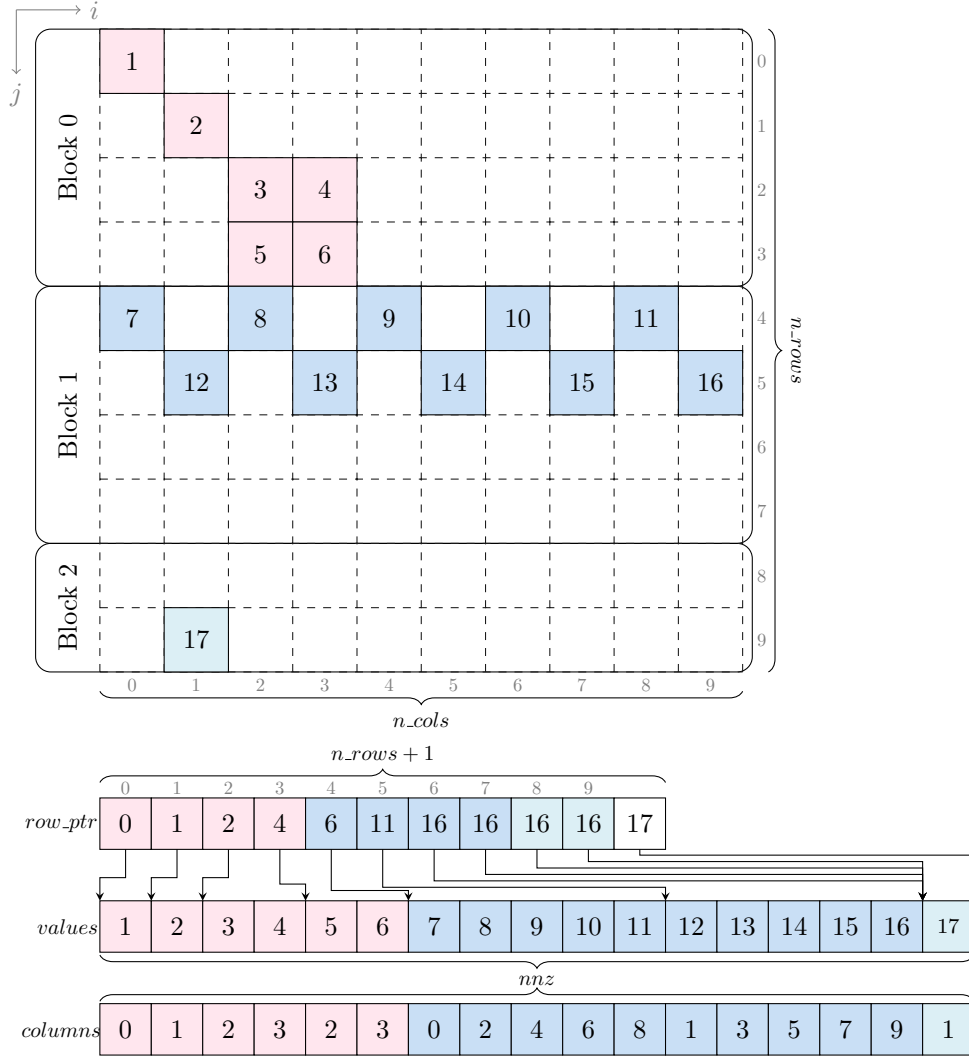 i
j
Block 0
1
0
2
1
3 4
2
5 6
3
Block 1
7 8 9 10 11
4
12 13 14 15 16
5
6
7
n_rows
Block 2
8
17
9
0 1 2 3 4 5 6 7 8 9
n_cols
n_rows + 1
0 1 2 3 4 5 6 7 8 9
row_ptr 0 1 2 4 6 11 16 16 16 16 17
values 1 2 3 4 5 6 7 8 9 10 11 12 13 14 15 16 17
nnz
columns 0 1 2 3 2 3 0 2 4 6 8 1 3 5 7 9 1